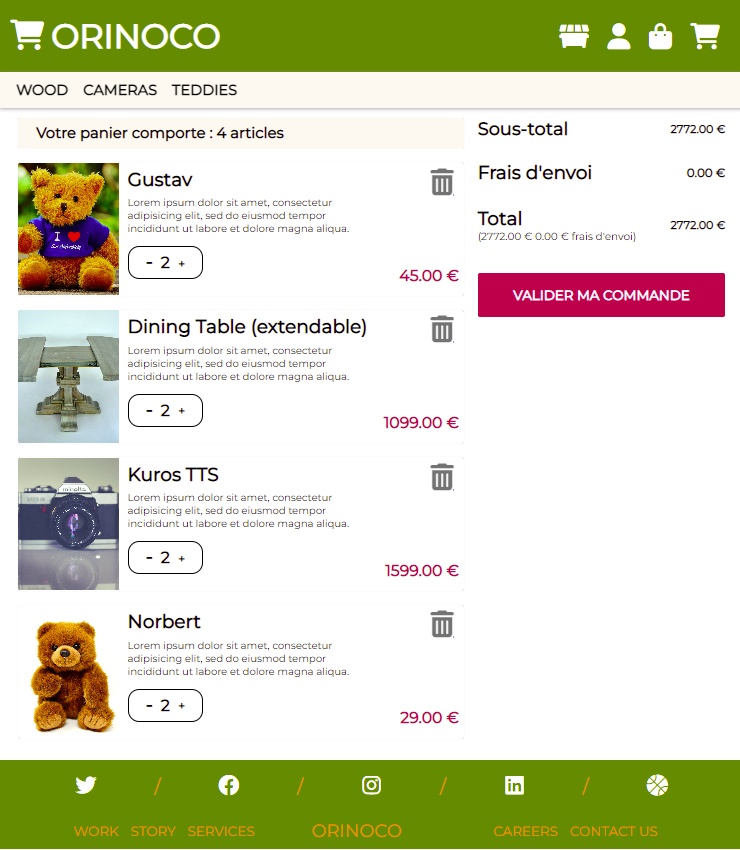 ORINOCO
WOOD CAMERAS TEDDIES
Votre panier comporte : 4 articles
Gustav
Lorem ipsum dolor sit amet, consectetur
adipisicing elit, sed do eiusmod tempor
incididunt ut labore et dolore magna aliqua.
- 2 +
45.00 €
I
Dining Table (extendable)
Lorem ipsum dolor sit amet, consectetur
adipisicing elit, sed do eiusmod tempor
incididunt ut labore et dolore magna aliqua.
- 2 +
1099.00 €
Kuros TTS
Lorem ipsum dolor sit amet, consectetur
adipisicing elit, sed do eiusmod tempor
incididunt ut labore et dolore magna aliqua.
- 2 +
1599.00 €
minolta
Norbert
Lorem ipsum dolor sit amet, consectetur
adipisicing elit, sed do eiusmod tempor
incididunt ut labore et dolore magna aliqua.
- 2 +
29.00 €
Sous-total 2772.00 €
Frais d'envoi 0.00 €
Total 2772.00 €
(2772.00 € 0.00 € frais d'envoi)
VALIDER MA COMMANDE
/ / / /
WORK STORY SERVICES ORINOCO CAREERS CONTACT US